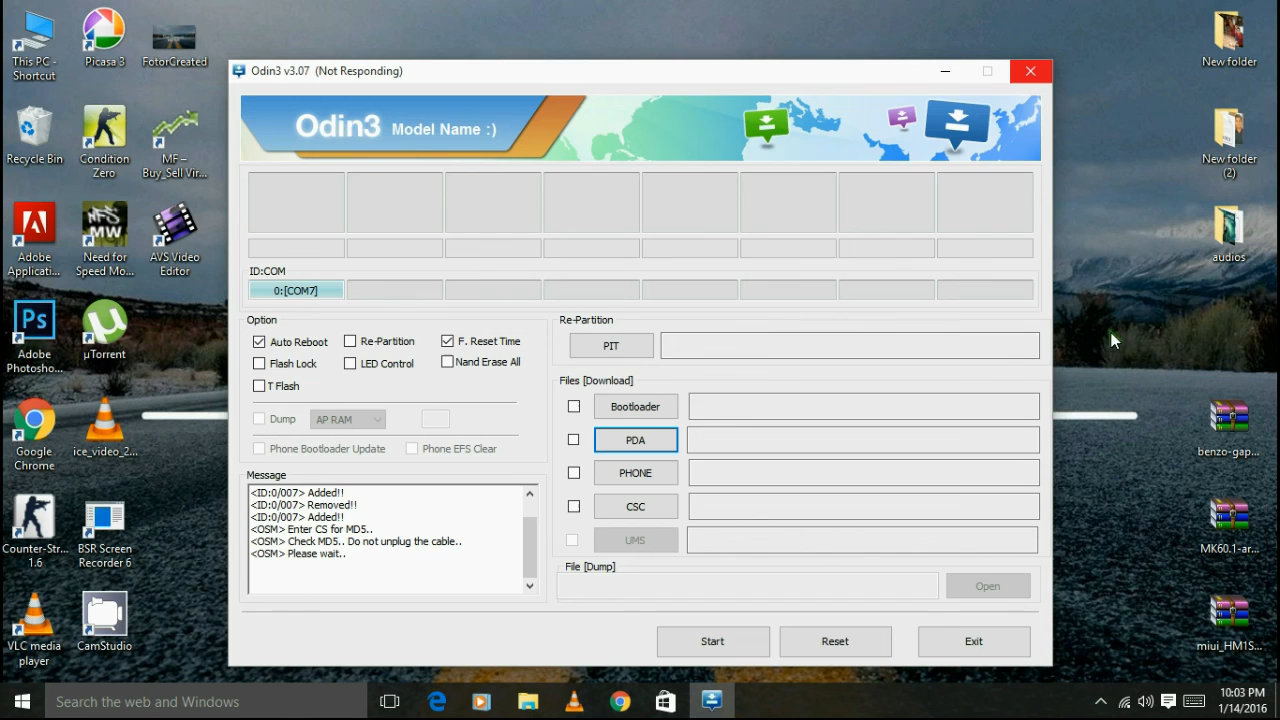 This PC -
Shortcut
Picasa 3
FotorCreated
Recycle Bin
Condition
Zero
MF –
Buy_Sell Vir...
Adobe
Applicati...
Need for
Speed Mo...
AVS Video
Editor
Ps
Adobe
Photosho...
µTorrent
Google
Chrome
ice_video_2...
Counter-Str...
1.6
BSR Screen
Recorder 6
VLC media
player
CamStudio
NFS
MW
Odin3 v3.07 (Not Responding)
Odin3 Model Name :)
ID:COM
0:[COM7]
Option
Auto Reboot
Re-Partition
F. Reset Time
Flash Lock
LED Control
Nand Erase All
T Flash
Dump
AP RAM
Phone Bootloader Update
Phone EFS Clear
Message
<ID:0/007> Added!!
<ID:0/007> Removed!!
<ID:0/007> Added!!
<OSM> Enter CS for MD5..
<OSM> Check MD5.. Do not unplug the cable..
<OSM> Please wait..
Re-Partition
PIT
Files [Download]
Bootloader
PDA
PHONE
CSC
UMS
File [Dump]
Open
Start
Reset
Exit
New folder
New folder
(2)
audios
benzo-gap...
MK60.1-ar...
miui_HM1S...
Search the web and Windows
10:03 PM
1/14/2016